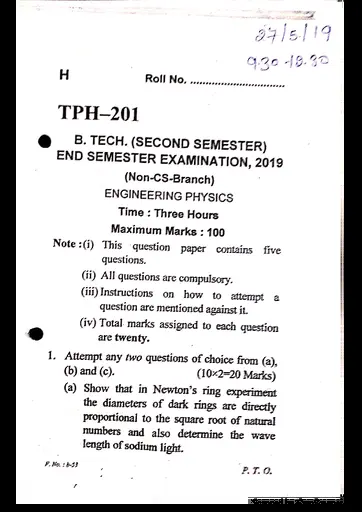 27/5/19
9.30-12.30
H Roll No. ..............................
TPH–201
B. TECH. (SECOND SEMESTER)
END SEMESTER EXAMINATION, 2019
(Non-CS-Branch)
ENGINEERING PHYSICS
Time : Three Hours
Maximum Marks : 100
Note :(i) This question paper contains five
questions.
(ii) All questions are compulsory.
(iii) Instructions on how to attempt a
question are mentioned against it.
(iv) Total marks assigned to each question
are twenty.
1. Attempt any two questions of choice from (a),
(b) and (c). (10×2=20 Marks)
(a) Show that in Newton's ring experiment
the diameters of dark rings are directly
proportional to the square root of natural
numbers and also determine the wave
length of sodium light.
F. No. : b-53 P. T. O.